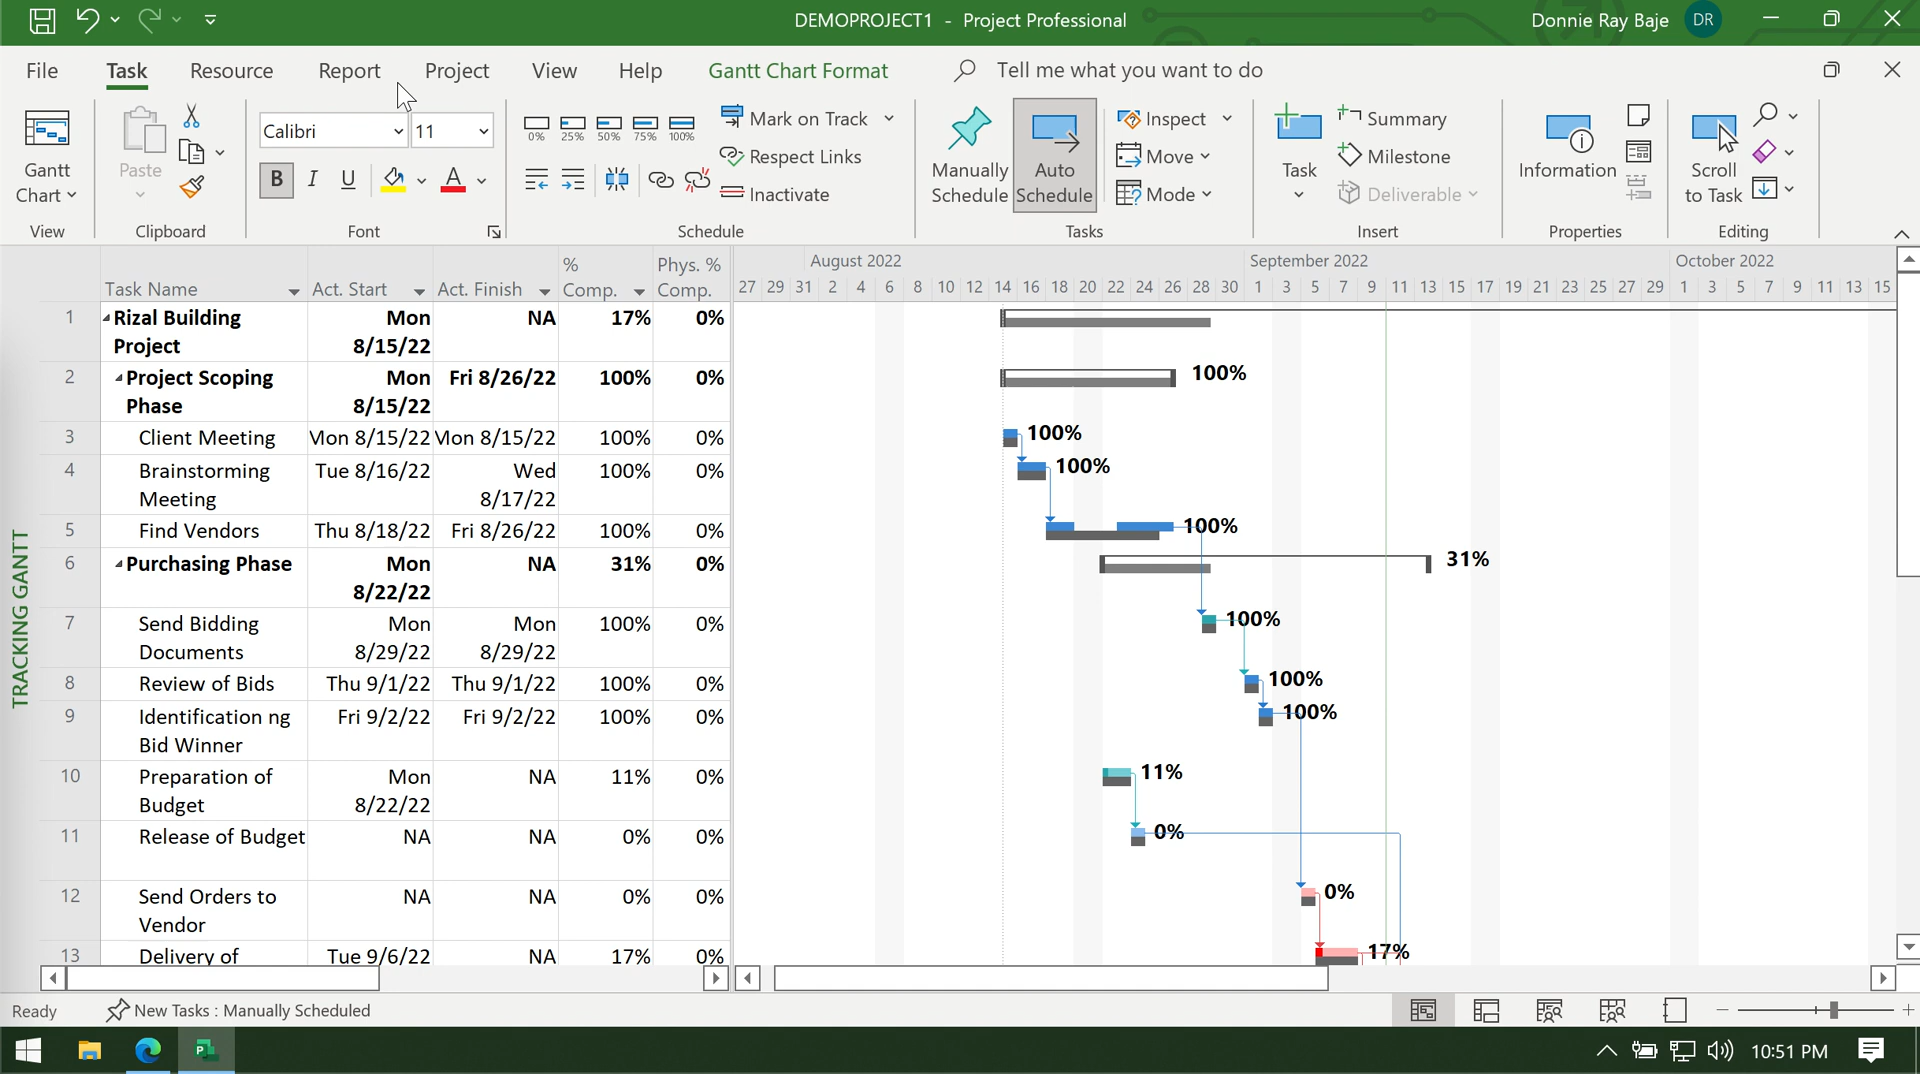 DEMOPROJECT1 - Project Professional
Donnie Ray Baje DR
File Task Resource Report Project View Help Gantt Chart Format Tell me what you want to do
Gantt Chart
View
Paste
Clipboard
Calibri 11
B I U A
Font
0% 25% 50% 75% 100%
Mark on Track
Respect Links
Inactivate
Schedule
Manually Schedule
Auto Schedule
Inspect
Move
Mode
Tasks
Task
Summary
Milestone
Deliverable
Insert
Information
Properties
Scroll to Task
Editing
Task Name Act. Start Act. Finish % Comp. Phys. % Comp.
August 2022 September 2022 October 2022
27 29 31 2 4 6 8 10 12 14 16 18 20 22 24 26 28 30 1 3 5 7 9 11 13 15 17 19 21 23 25 27 29 1 3 5 7 9 11 13 15
TRACKING GANTT
1 Rizal Building Project Mon 8/15/22 NA 17% 0%
2 Project Scoping Phase Mon 8/15/22 Fri 8/26/22 100% 0% 100%
3 Client Meeting Mon 8/15/22 Mon 8/15/22 100% 0% 100%
4 Brainstorming Meeting Tue 8/16/22 Wed 8/17/22 100% 0% 100%
5 Find Vendors Thu 8/18/22 Fri 8/26/22 100% 0% 100%
6 Purchasing Phase Mon 8/22/22 NA 31% 0% 31%
7 Send Bidding Documents Mon 8/29/22 Mon 8/29/22 100% 0% 100%
8 Review of Bids Thu 9/1/22 Thu 9/1/22 100% 0% 100%
9 Identification ng Bid Winner Fri 9/2/22 Fri 9/2/22 100% 0% 100%
10 Preparation of Budget Mon 8/22/22 NA 11% 0% 11%
11 Release of Budget NA NA 0% 0% 0%
12 Send Orders to Vendor NA NA 0% 0% 0%
13 Delivery of Tue 9/6/22 NA 17% 0% 17%
Ready New Tasks : Manually Scheduled
10:51 PM